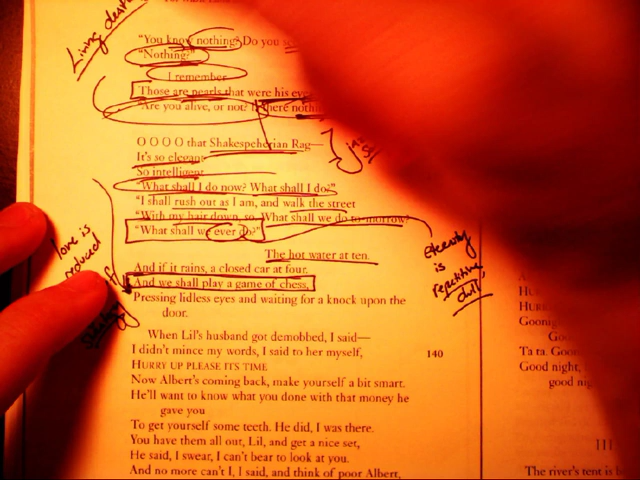 Living
"You know nothing? Do you
"Nothing?"
I remember
Those are pearls that were his eyes
"Are you alive, or not? Is there
O O O O that Shakespeherian Rag—
It's so elegant
So intelligent
"What shall I do now? What shall I do?"
"I shall rush out as I am, and walk the street
"With my hair down, so. What shall we do to-morrow?
"What shall we ever do?"
The hot water at ten.
And if it rains, a closed car at four.
And we shall play a game of chess,
Pressing lidless eyes and waiting for a knock upon the
door.
When Lil's husband got demobbed, I said—
I didn't mince my words, I said to her myself,
140
HURRY UP PLEASE ITS TIME
Now Albert's coming back, make yourself a bit smart.
He'll want to know what you done with that money he
gave you
To get yourself some teeth. He did, I was there.
You have them all out, Lil, and get a nice set,
He said, I swear, I can't bear to look at you.
And no more can't I, I said, and think of poor Albert,
love is
reduced
eternity
is
repetitive,
dull
Ta ta.
Good night,
good
III
The river's tent is